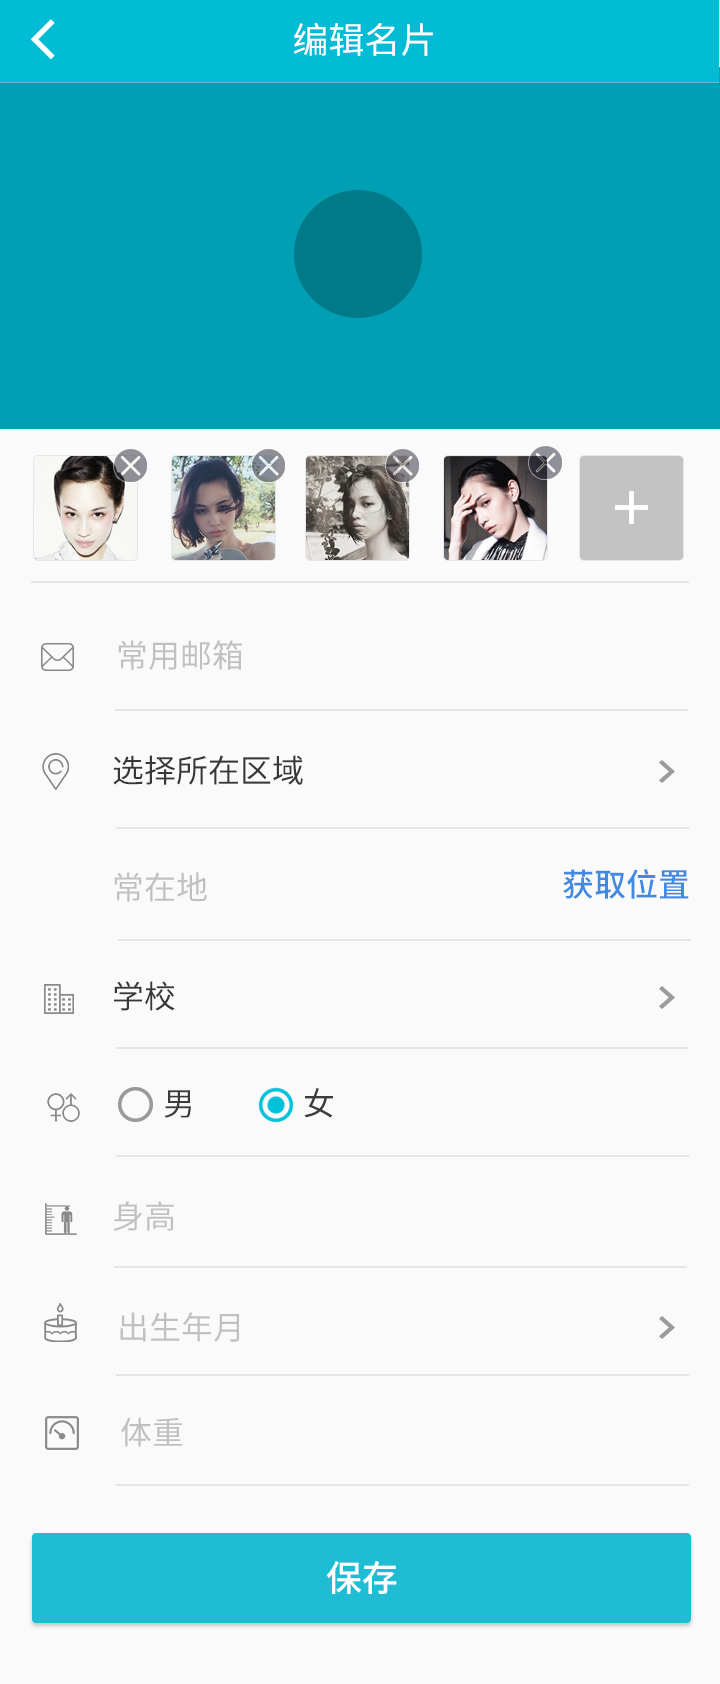 编辑名片
常用邮箱
选择所在区域
常在地 获取位置
学校
男 女
身高
出生年月
体重
保存